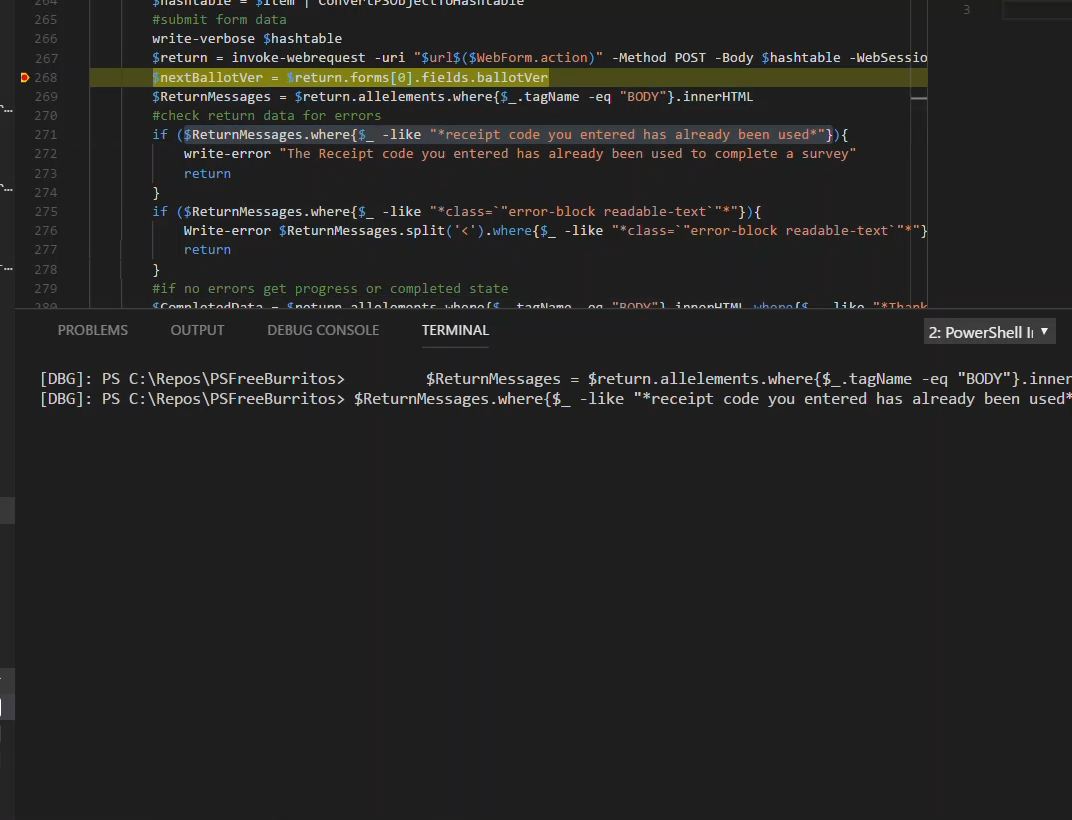 264 $hashtable = $item | ConvertPSObjectToHashtable
265 #submit form data
266 write-verbose $hashtable
267 $return = invoke-webrequest -uri "$url$($WebForm.action)" -Method POST -Body $hashtable -WebSessio
268 $nextBallotVer = $return.forms[0].fields.ballotVer
269 $ReturnMessages = $return.allelements.where{$_.tagName -eq "BODY"}.innerHTML
270 #check return data for errors
271 if ($ReturnMessages.where{$_ -like "*receipt code you entered has already been used*"}){
272 write-error "The Receipt code you entered has already been used to complete a survey"
273 return
274 }
275 if ($ReturnMessages.where{$_ -like "*class=`"error-block readable-text`"*"}){
276 Write-error $ReturnMessages.split('<').where{$_ -like "*class=`"error-block readable-text`"*"}
277 return
278 }
279 #if no errors get progress or completed state
280 $CompletedData = $return.allelements.where{$_.tagName -eq "BODY"}.innerHTML.where{$_ -like "*Thank
3
r...
r...
r...
PROBLEMS OUTPUT DEBUG CONSOLE TERMINAL 2: PowerShell I
[DBG]: PS C:\Repos\PSFreeBurritos> $ReturnMessages = $return.allelements.where{$_.tagName -eq "BODY"}.inner
[DBG]: PS C:\Repos\PSFreeBurritos> $ReturnMessages.where{$_ -like "*receipt code you entered has already been used*